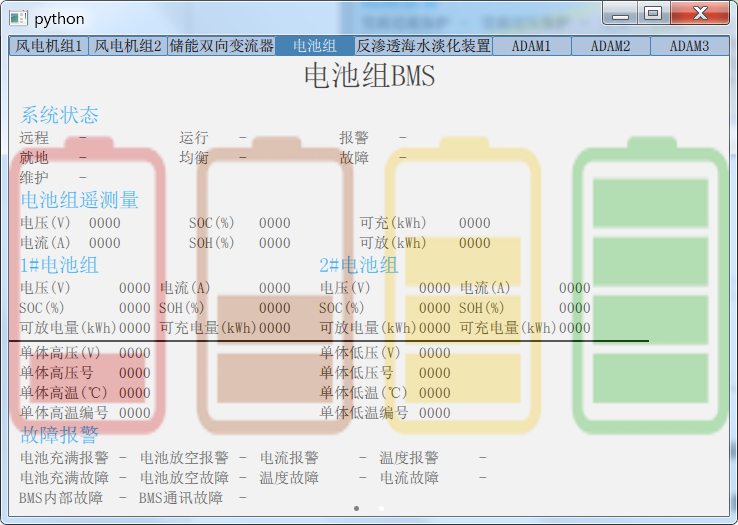 python
风电机组1 风电机组2 储能双向变流器 电池组 反渗透海水淡化装置 ADAM1 ADAM2 ADAM3
电池组BMS
系统状态
远程 - 运行 - 报警 -
就地 - 均衡 - 故障 -
维护 -
电池组遥测量
电压(V) 0000 SOC(%) 0000 可充(kWh) 0000
电流(A) 0000 SOH(%) 0000 可放(kWh) 0000
1#电池组 2#电池组
电压(V) 0000 电流(A) 0000 电压(V) 0000 电流(A) 0000
SOC(%) 0000 SOH(%) 0000 SOC(%) 0000 SOH(%) 0000
可放电量(kWh)0000 可充电量(kWh)0000 可放电量(kWh)0000 可充电量(kWh)0000
单体高压(V) 0000 单体低压(V) 0000
单体高压号 0000 单体低压号 0000
单体高温(℃) 0000 单体低温(℃) 0000
单体高温编号 0000 单体低温编号 0000
故障报警
电池充满报警 - 电池放空报警 - 电流报警 - 温度报警 -
电池充满故障 - 电池放空故障 - 温度故障 - 电流故障 -
BMS内部故障 - BMS通讯故障 -